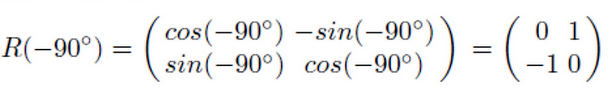 R(−90°) = ( cos(−90°) −sin(−90°) ) = ( 0 1 )
sin(−90°) cos(−90°) −1 0